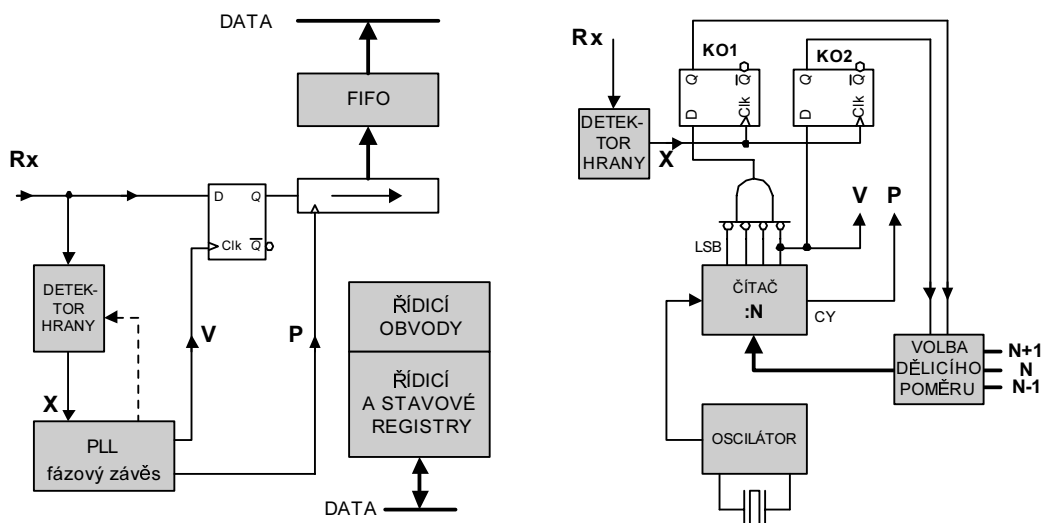 DATA
FIFO
Rx
D Q
Clk Q
DETEK-
TOR
HRANY
V
P
X
PLL
fázový závěs
ŘÍDICÍ
OBVODY
ŘÍDICÍ
A STAVOVÉ
REGISTRY
DATA
Rx
KO1
KO2
Q Q
D Clk
Q Q
D Clk
DETEK-
TOR
HRANY
X
V P
LSB
ČÍTAČ
:N
CY
VOLBA
DĚLICÍHO
POMĚRU
N+1
N
N-1
OSCILÁTOR